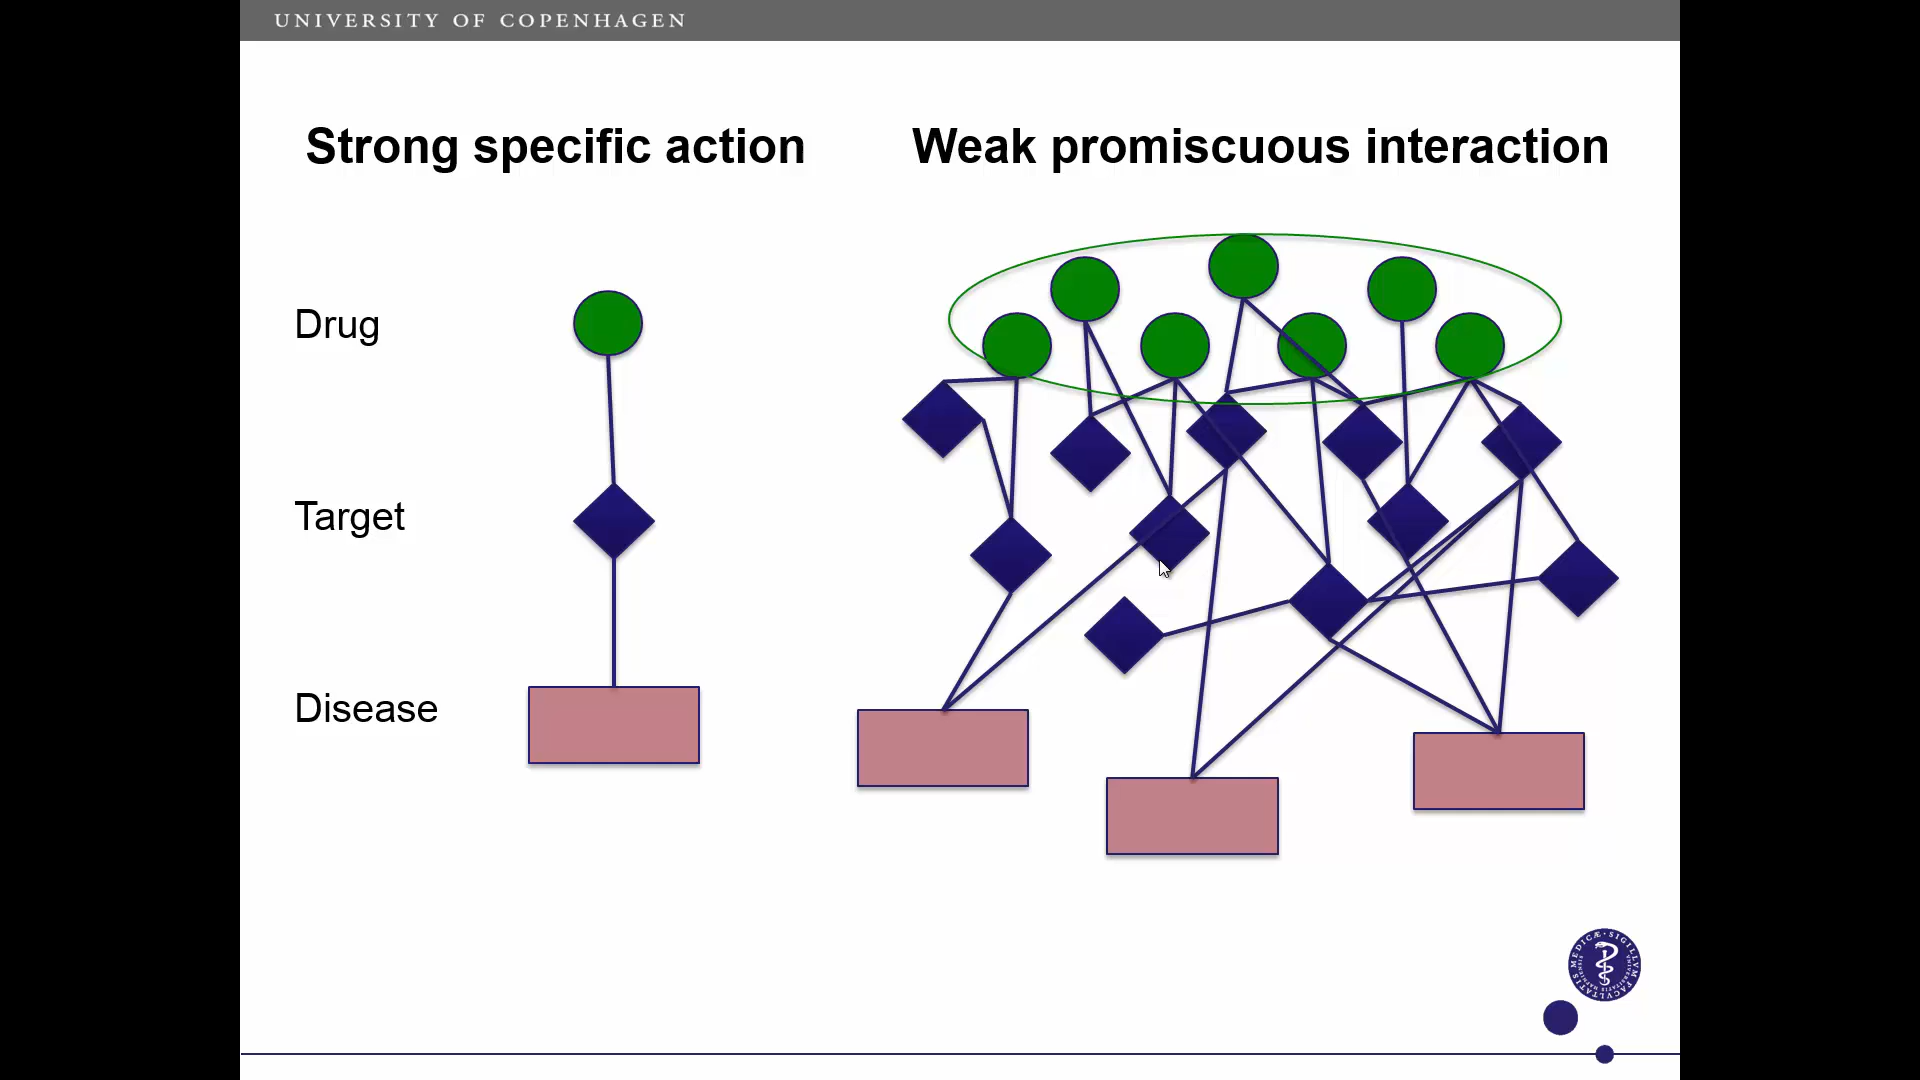 UNIVERSITY OF COPENHAGEN
Strong specific action
Weak promiscuous interaction
Drug
Target
Disease